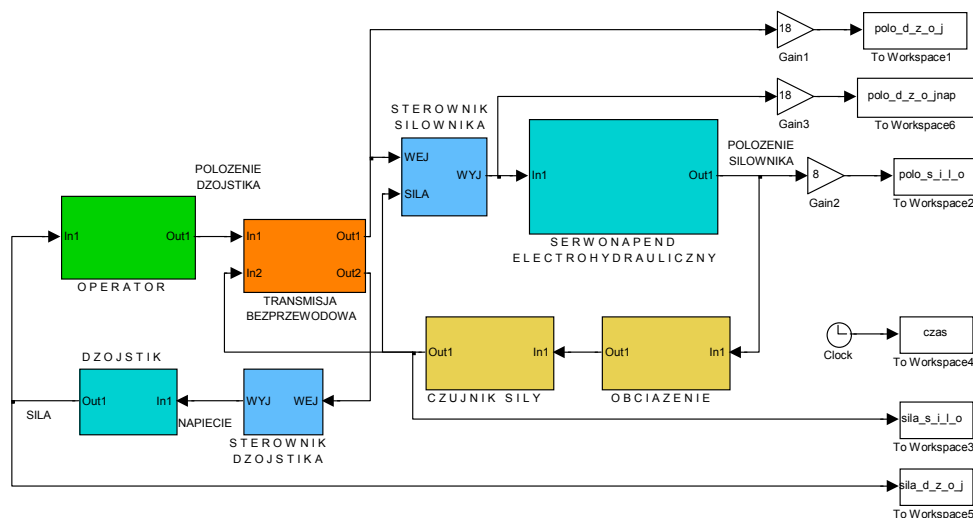 18
Gain1
polo_d_z_o_j
To Workspace1
18
Gain3
polo_d_z_o_jnap
To Workspace6
STEROWNIK
SILOWNIKA
WEJ
WYJ
SILA
In1
Out1
SERWONAPEND
ELECTROHYDRAULICZNY
POLOZENIE
SILOWNIKA
8
Gain2
polo_s_i_l_o
To Workspace2
POLOZENIE
DZOJSTIKA
In1
Out1
OPERATOR
In1
Out1
In2
Out2
TRANSMISJA
BEZPRZEWODOWA
Out1
In1
CZUJNIK SILY
Out1
In1
OBCIAZENIE
Clock
czas
To Workspace4
DZOJSTIK
Out1
In1
SILA
NAPIECIE
WYJ
WEJ
STEROWNIK
DZOJSTIKA
sila_s_i_l_o
To Workspace3
sila_d_z_o_j
To Workspace5